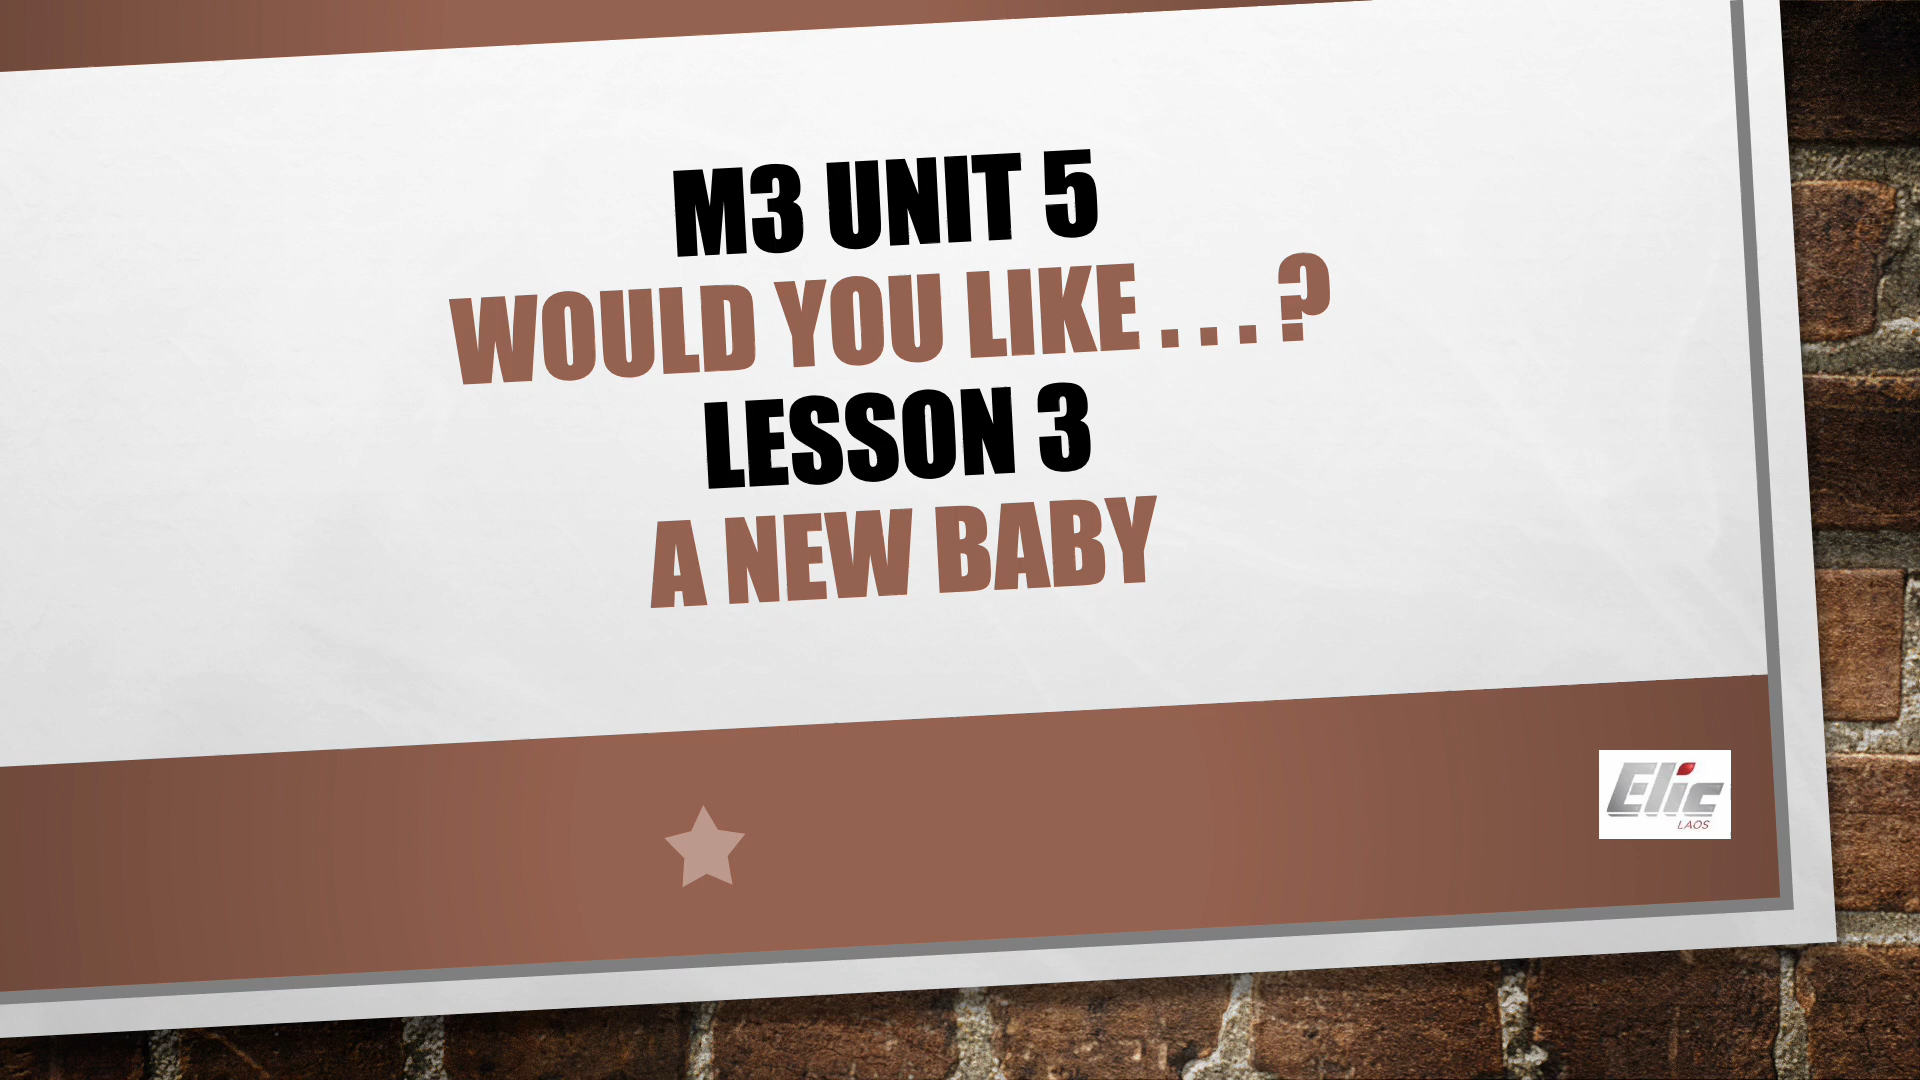 M3 UNIT 5
WOULD YOU LIKE . . . ?
LESSON 3
A NEW BABY
Elic
LAOS